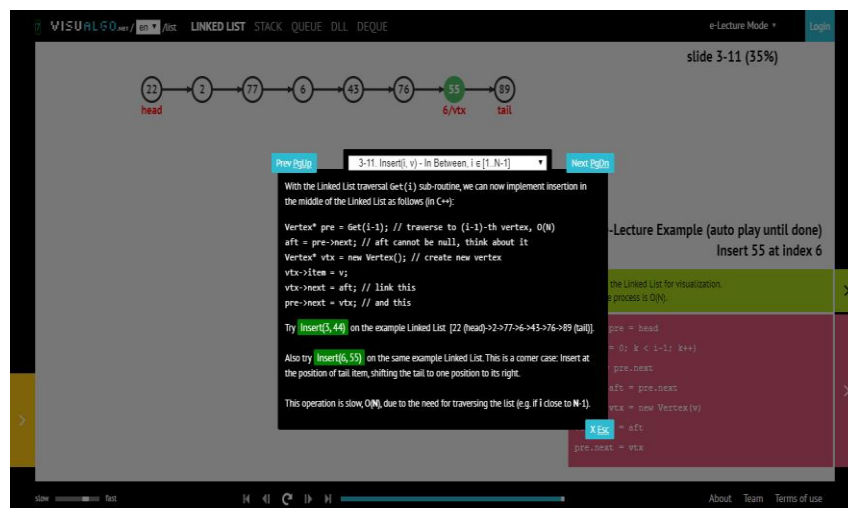 7 VISUALGO.NET / en /list LINKED LIST STACK QUEUE DLL DEQUE e-Lecture Mode Login
slide 3-11 (35%)
22 2 77 6 43 76 55 89
head 6/vtx tail
Prev PgUp 3-11. Insert(i, v) - In Between, i ∈ [1..N-1] Next PgDn
With the Linked List traversal Get(i) sub-routine, we can now implement insertion in
the middle of the Linked List as follows (in C++):
Vertex* pre = Get(i-1); // traverse to (i-1)-th vertex, O(N)
aft = pre->next; // aft cannot be null, think about it
Vertex* vtx = new Vertex(); // create new vertex
vtx->item = v;
vtx->next = aft; // link this
pre->next = vtx; // and this
Try Insert(3, 44) on the example Linked List [22 (head)->2->77->6->43->76->89 (tail)].
Also try Insert(6, 55) on the same example Linked List. This is a corner case: Insert at
the position of tail item, shifting the tail to one position to its right.
This operation is slow, O(N), due to the need for traversing the list (e.g. if i close to N-1).
X Esc
-Lecture Example (auto play until done)
Insert 55 at index 6
the Linked List for visualization.
process is O(N).
pre = head
= 0; k < i-1; k++)
pre.next
aft = pre.next
vtx = new Vertex(v)
= aft
pre.next = vtx
slow fast About Team Terms of use